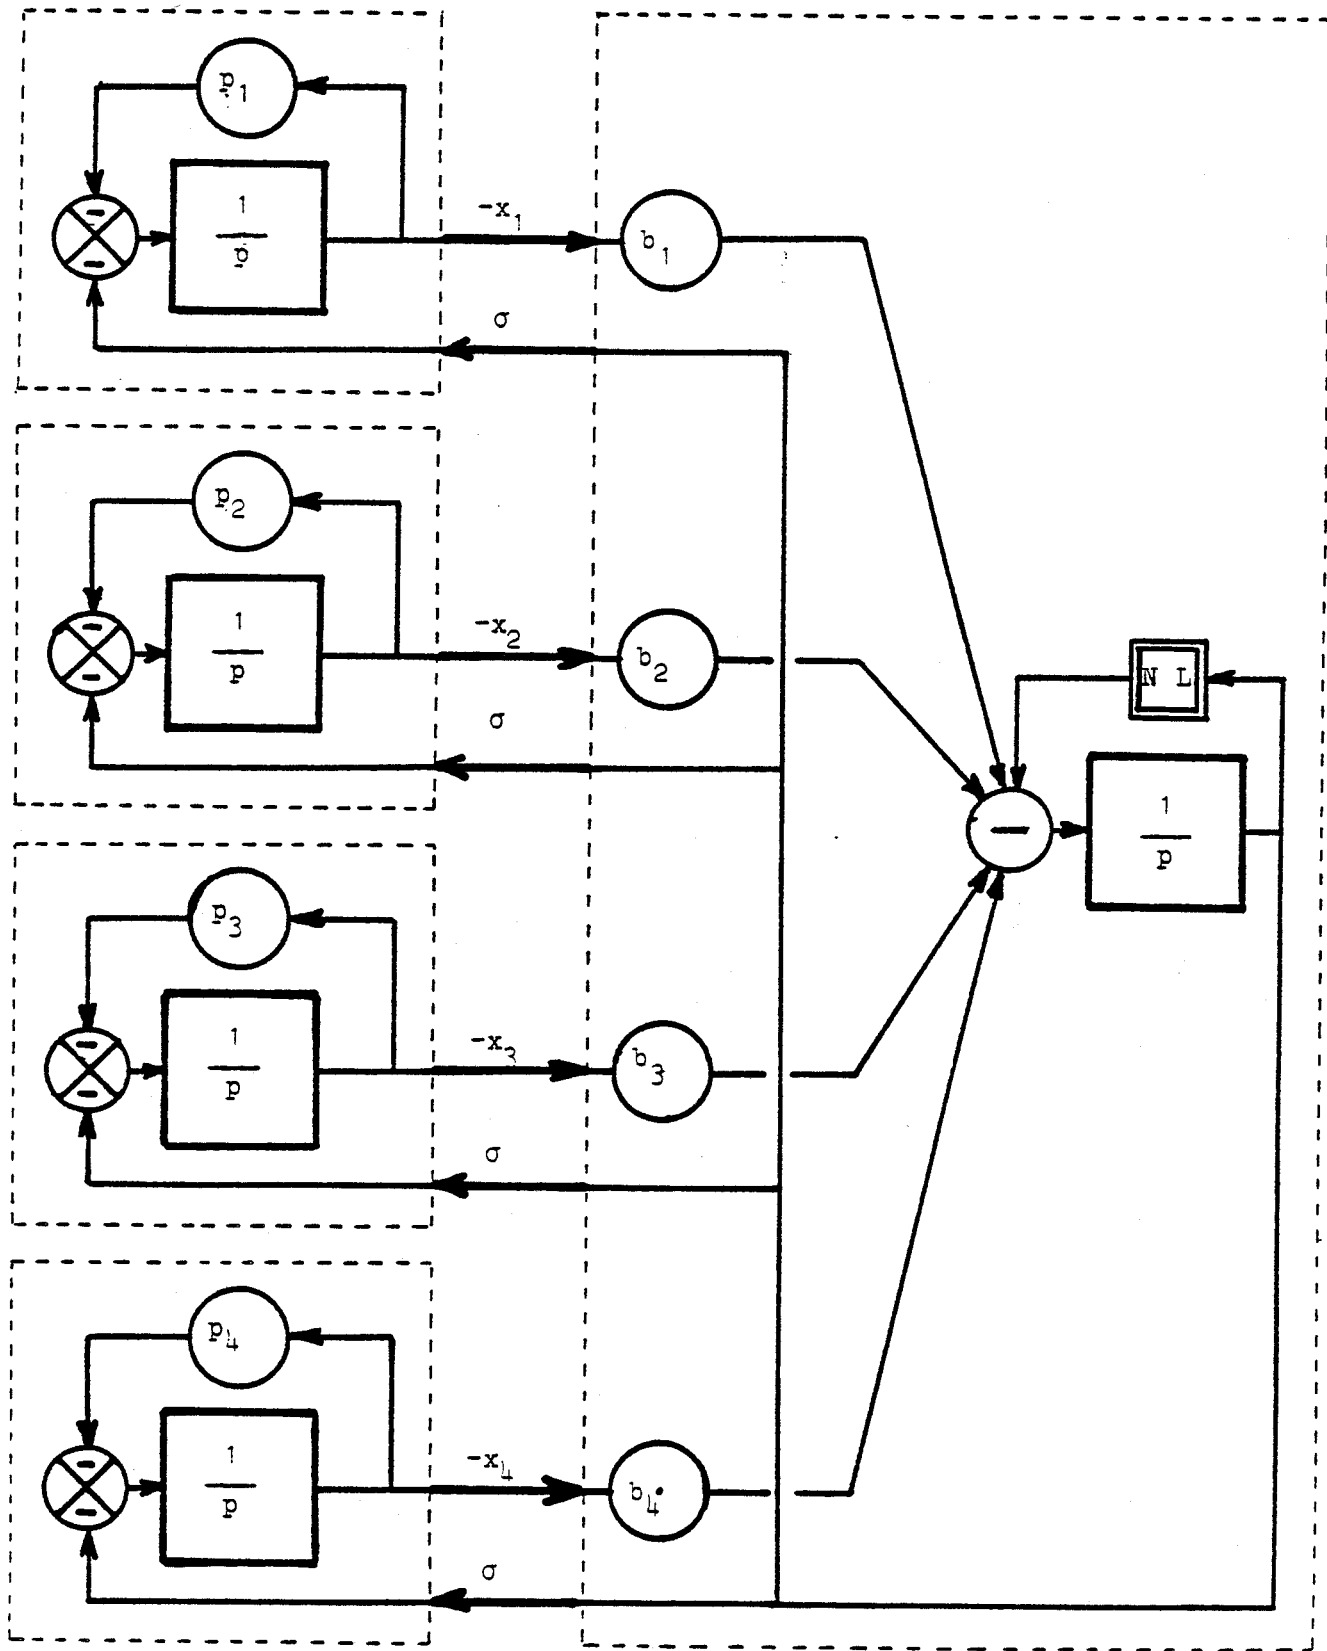 p₁
1
p
-x₁
b₁
σ
p₂
1
p
-x₂
b₂
σ
N L
1
p
p₃
1
p
-x₃
b₃
σ
p₄
1
p
-x₄
b₄
σ